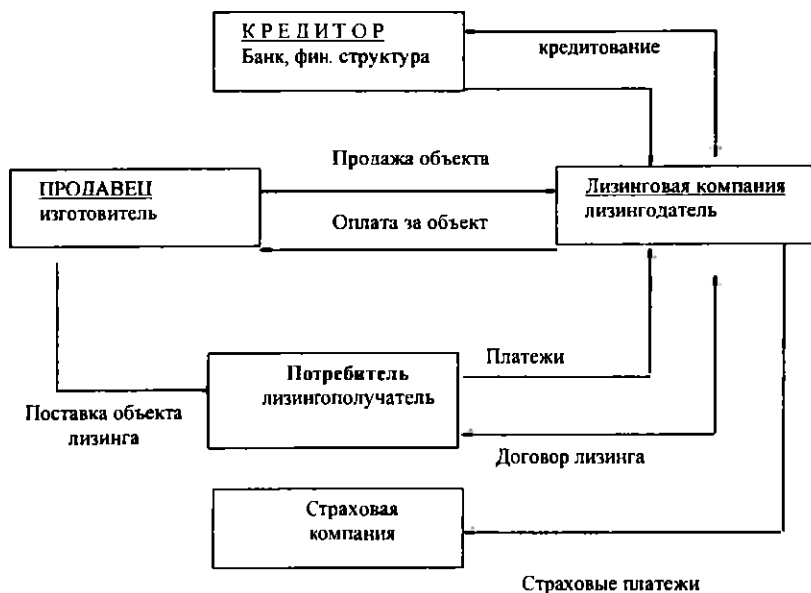 КРЕДИТОР
Банк, фин. структура
кредитование
Продажа объекта
ПРОДАВЕЦ
изготовитель
Лизинговая компания
лизингодатель
Оплата за объект
Платежи
Потребитель
лизингополучатель
Поставка объекта
лизинга
Договор лизинга
Страховая
компания
Страховые платежи